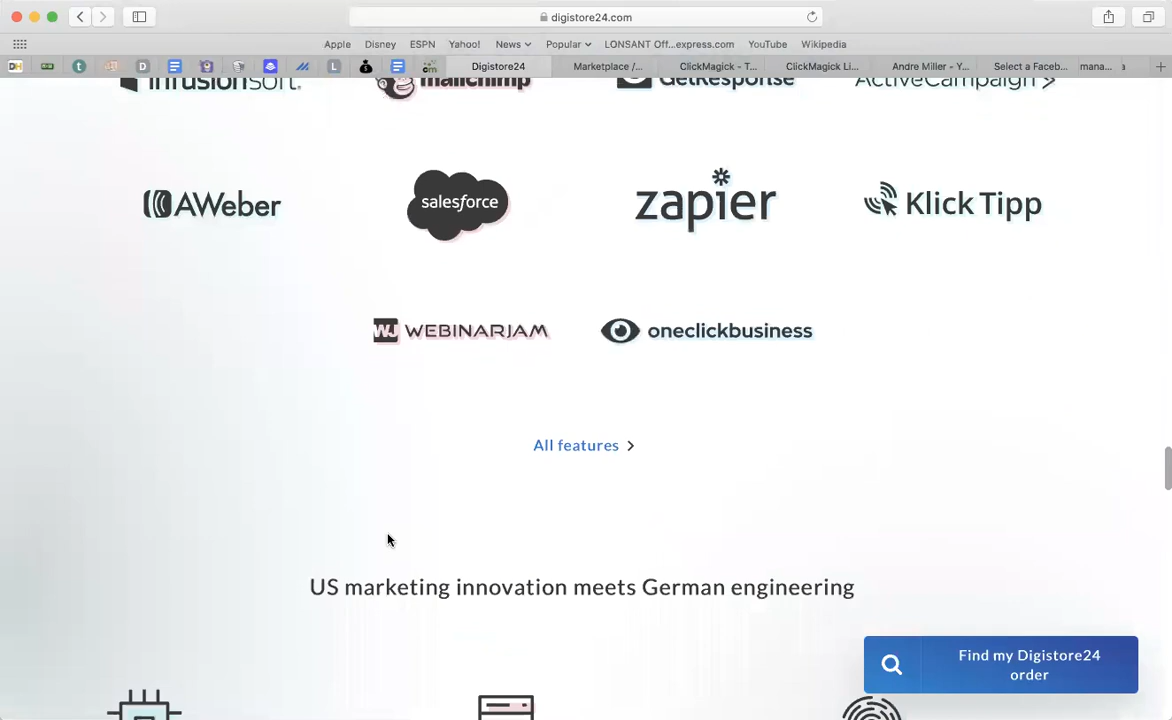 digistore24.com
Apple Disney ESPN Yahoo! News Popular LONSANT Off...express.com YouTube Wikipedia
Digistore24 Marketplace /... ClickMagick - T... ClickMagick Li... Andre Miller - Y... Select a Faceb... mana...
infusionsoft. mailchimp GetResponse ActiveCampaign >
AWeber salesforce zapier Klick Tipp
WJ WEBINARJAM oneclickbusiness
All features >
US marketing innovation meets German engineering
Find my Digistore24
order